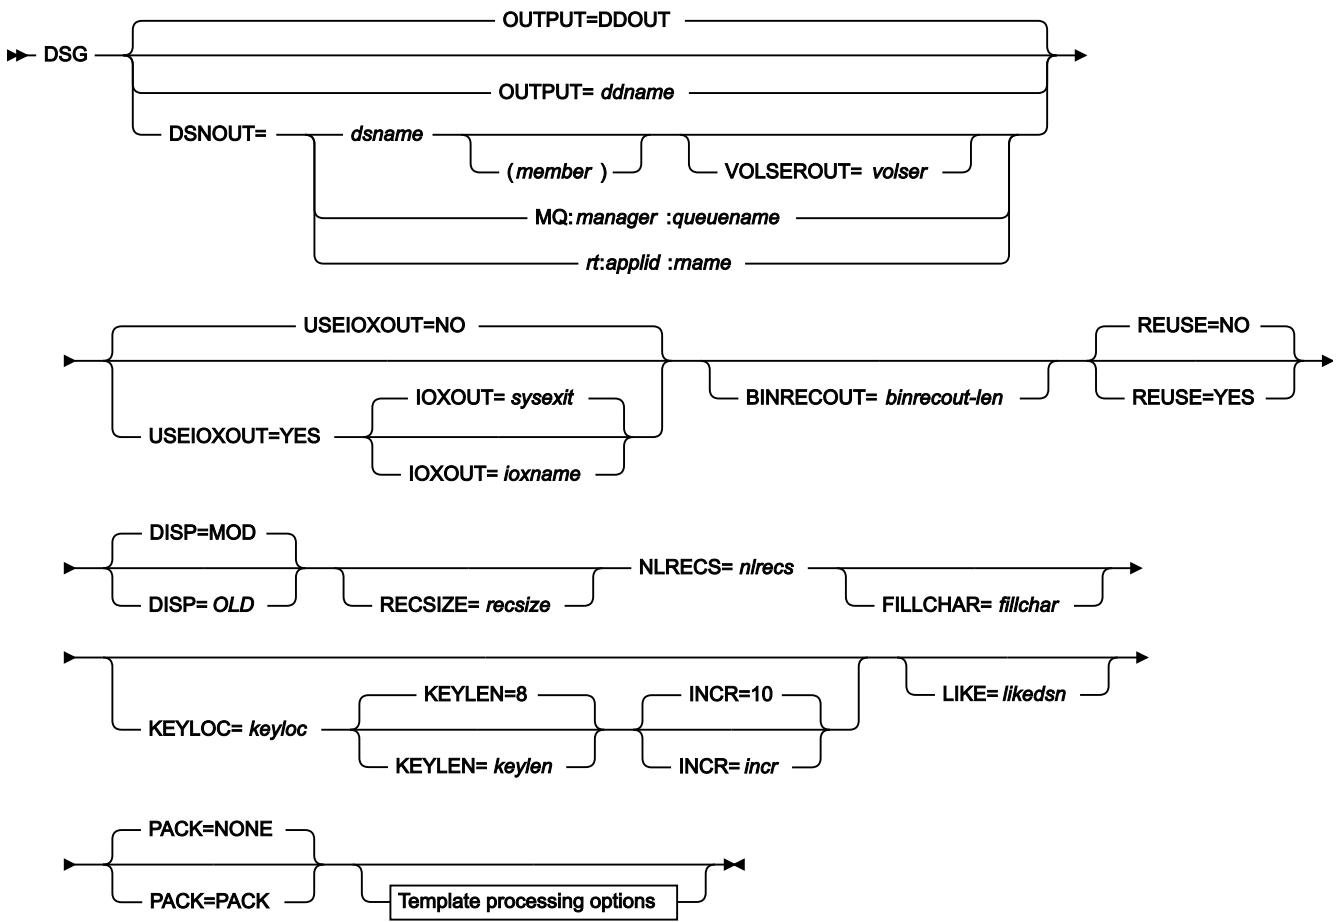 OUTPUT=DDOUT
DSG
OUTPUT= ddname
DSNOUT= dsname
(member )
VOLSEROUT= volser
MQ:manager :queuename
rt:applid :rname
USEIOXOUT=NO
REUSE=NO
IOXOUT= sysexit
BINRECOUT= binrecout-len
REUSE=YES
USEIOXOUT=YES
IOXOUT= ioxname
DISP=MOD
NLRECS= nlrecs
DISP= OLD
RECSIZE= recsize
FILLCHAR= fillchar
KEYLEN=8
INCR=10
LIKE= likedsn
KEYLOC= keyloc
KEYLEN= keylen
INCR= incr
PACK=NONE
PACK=PACK
Template processing options